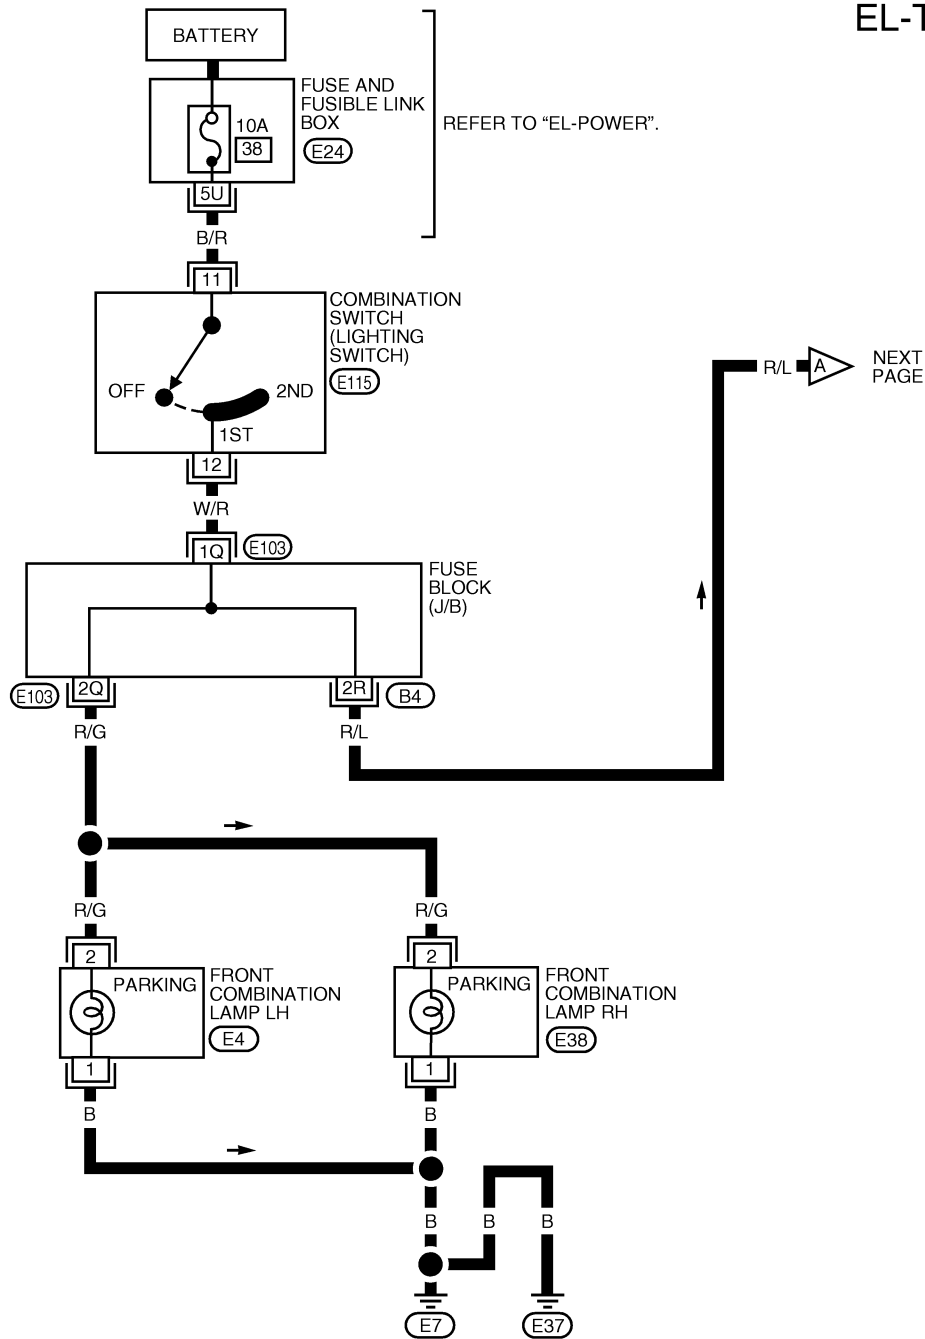 EL-T
BATTERY
FUSE AND
FUSIBLE LINK
BOX
E24
10A
38
REFER TO “EL-POWER”.
5U
B/R
11
COMBINATION
SWITCH
(LIGHTING
SWITCH)
E115
OFF
2ND
1ST
R/L
A
NEXT
PAGE
12
W/R
1Q
E103
FUSE
BLOCK
(J/B)
E103
2Q
2R
B4
R/G
R/L
R/G
R/G
2
PARKING
FRONT
COMBINATION
LAMP LH
E4
1
B
2
PARKING
FRONT
COMBINATION
LAMP RH
E38
1
B
B
B
B
E7
E37